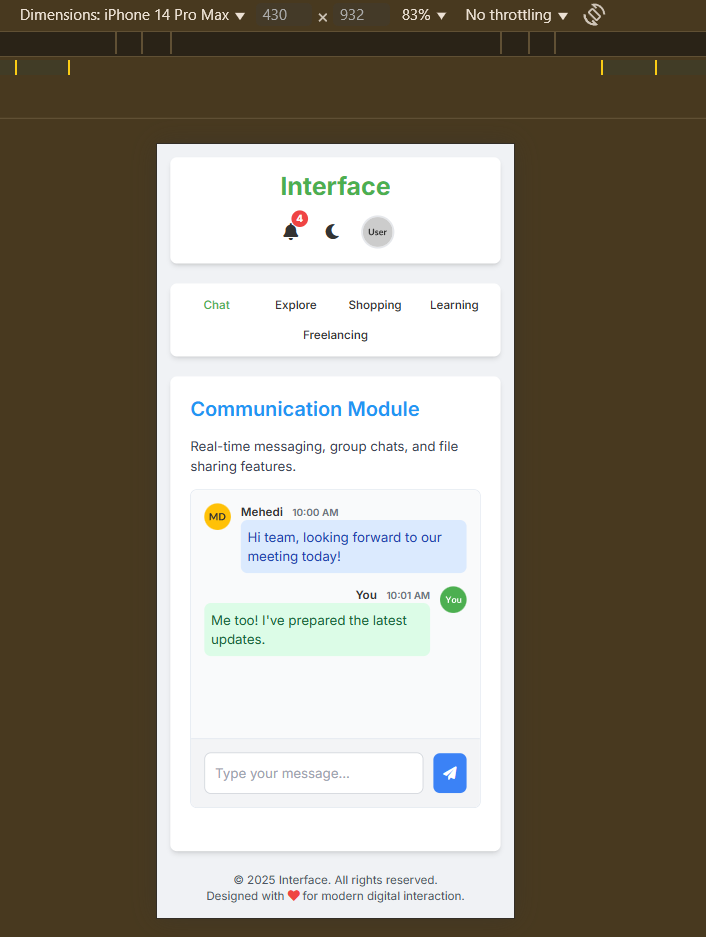 Dimensions: iPhone 14 Pro Max 430 × 932 83% No throttling
Interface
4
User
Chat Explore Shopping Learning
Freelancing
Communication Module
Real-time messaging, group chats, and file
sharing features.
MD Mehedi 10:00 AM
Hi team, looking forward to our
meeting today!
You 10:01 AM You
Me too! I've prepared the latest
updates.
Type your message...
© 2025 Interface. All rights reserved.
Designed with ❤ for modern digital interaction.